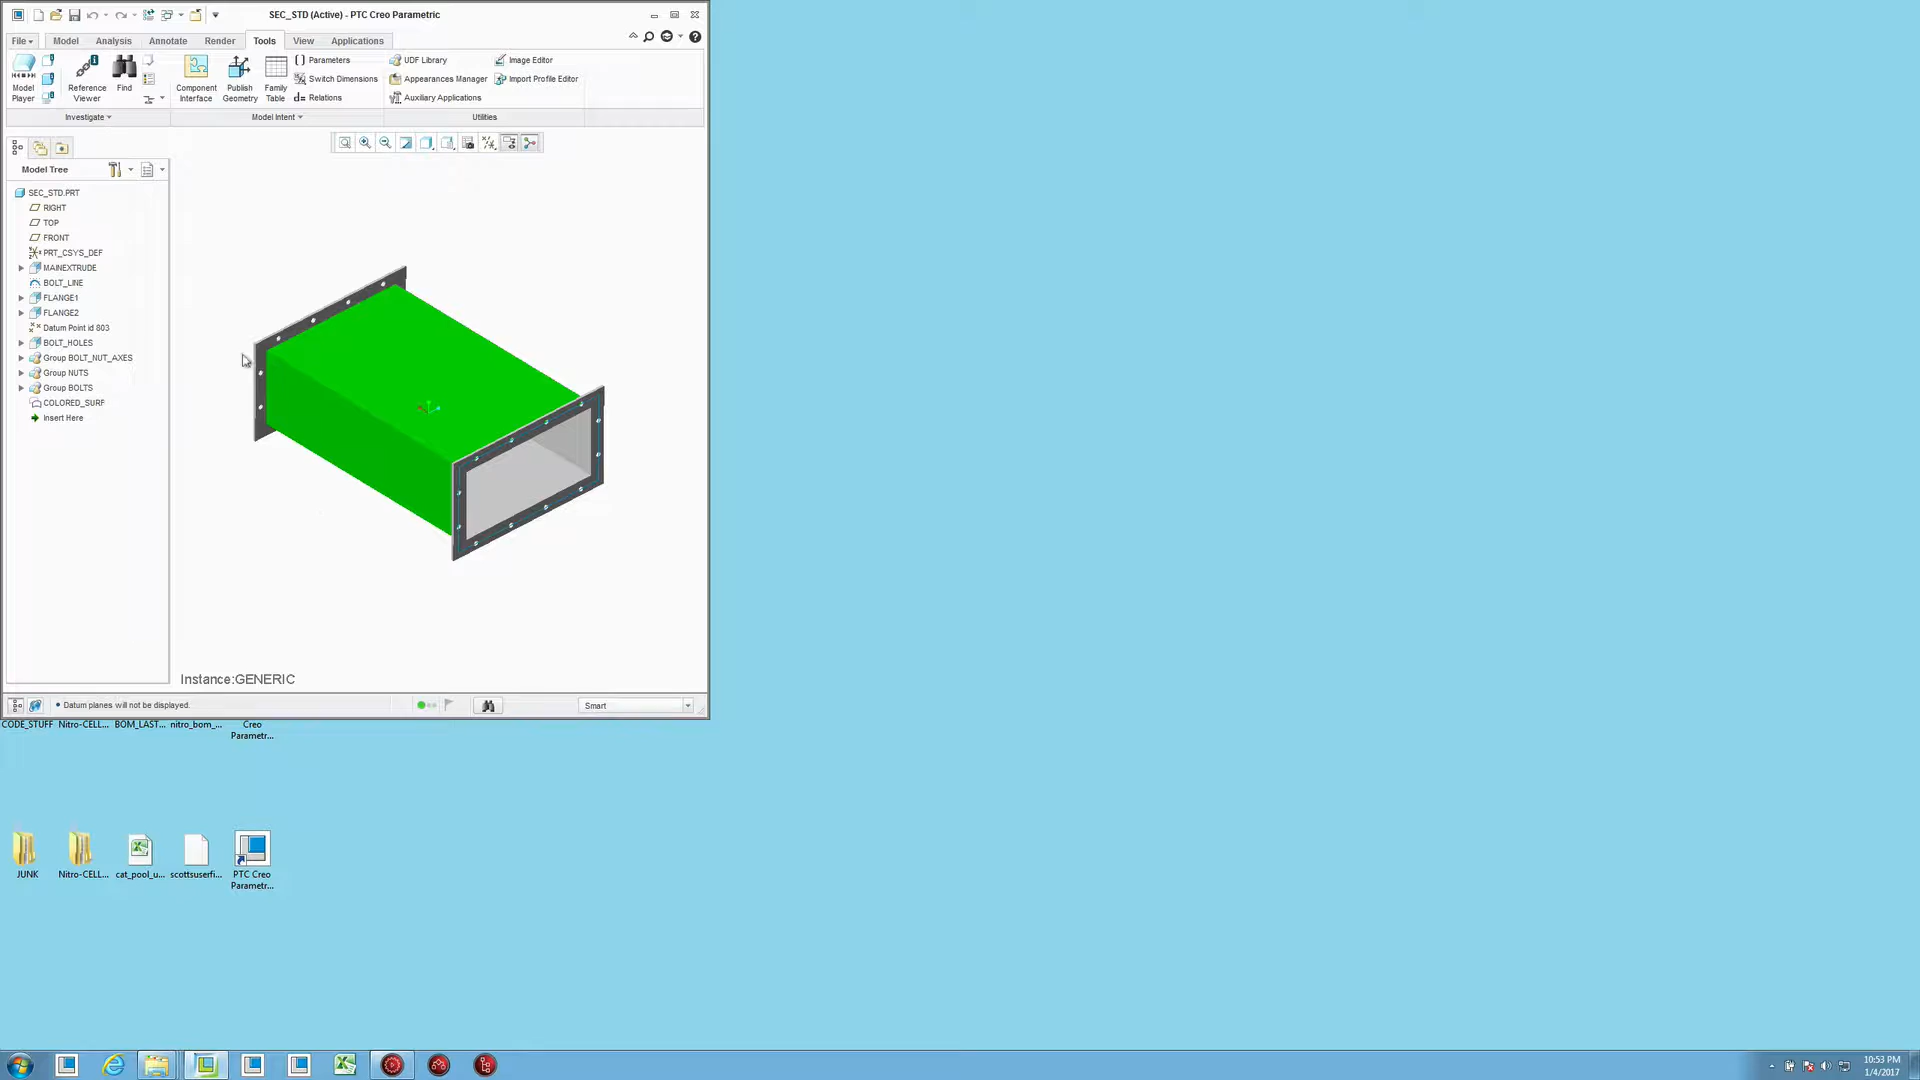 SEC_STD (Active) - PTC Creo Parametric
File
Model
Analysis
Annotate
Render
Tools
View
Applications
Model Player
Reference Viewer
Find
Component Interface
Publish Geometry
Family Table
Parameters
Switch Dimensions
d= Relations
UDF Library
Appearances Manager
Auxiliary Applications
Image Editor
Import Profile Editor
Investigate
Model Intent
Utilities
Model Tree
SEC_STD.PRT
RIGHT
TOP
FRONT
PRT_CSYS_DEF
MAINEXTRUDE
BOLT_LINE
FLANGE1
FLANGE2
Datum Point id 803
BOLT_HOLES
Group BOLT_NUT_AXES
Group NUTS
Group BOLTS
COLORED_SURF
Insert Here
Instance:GENERIC
• Datum planes will not be displayed.
Smart
CODE_STUFF
Nitro-CELL...
BOM_LAST...
nitro_bom_...
Creo
Parametr...
JUNK
Nitro-CELL...
cat_pool_u...
scottsuserfi...
PTC Creo
Parametr...
10:53 PM
1/4/2017